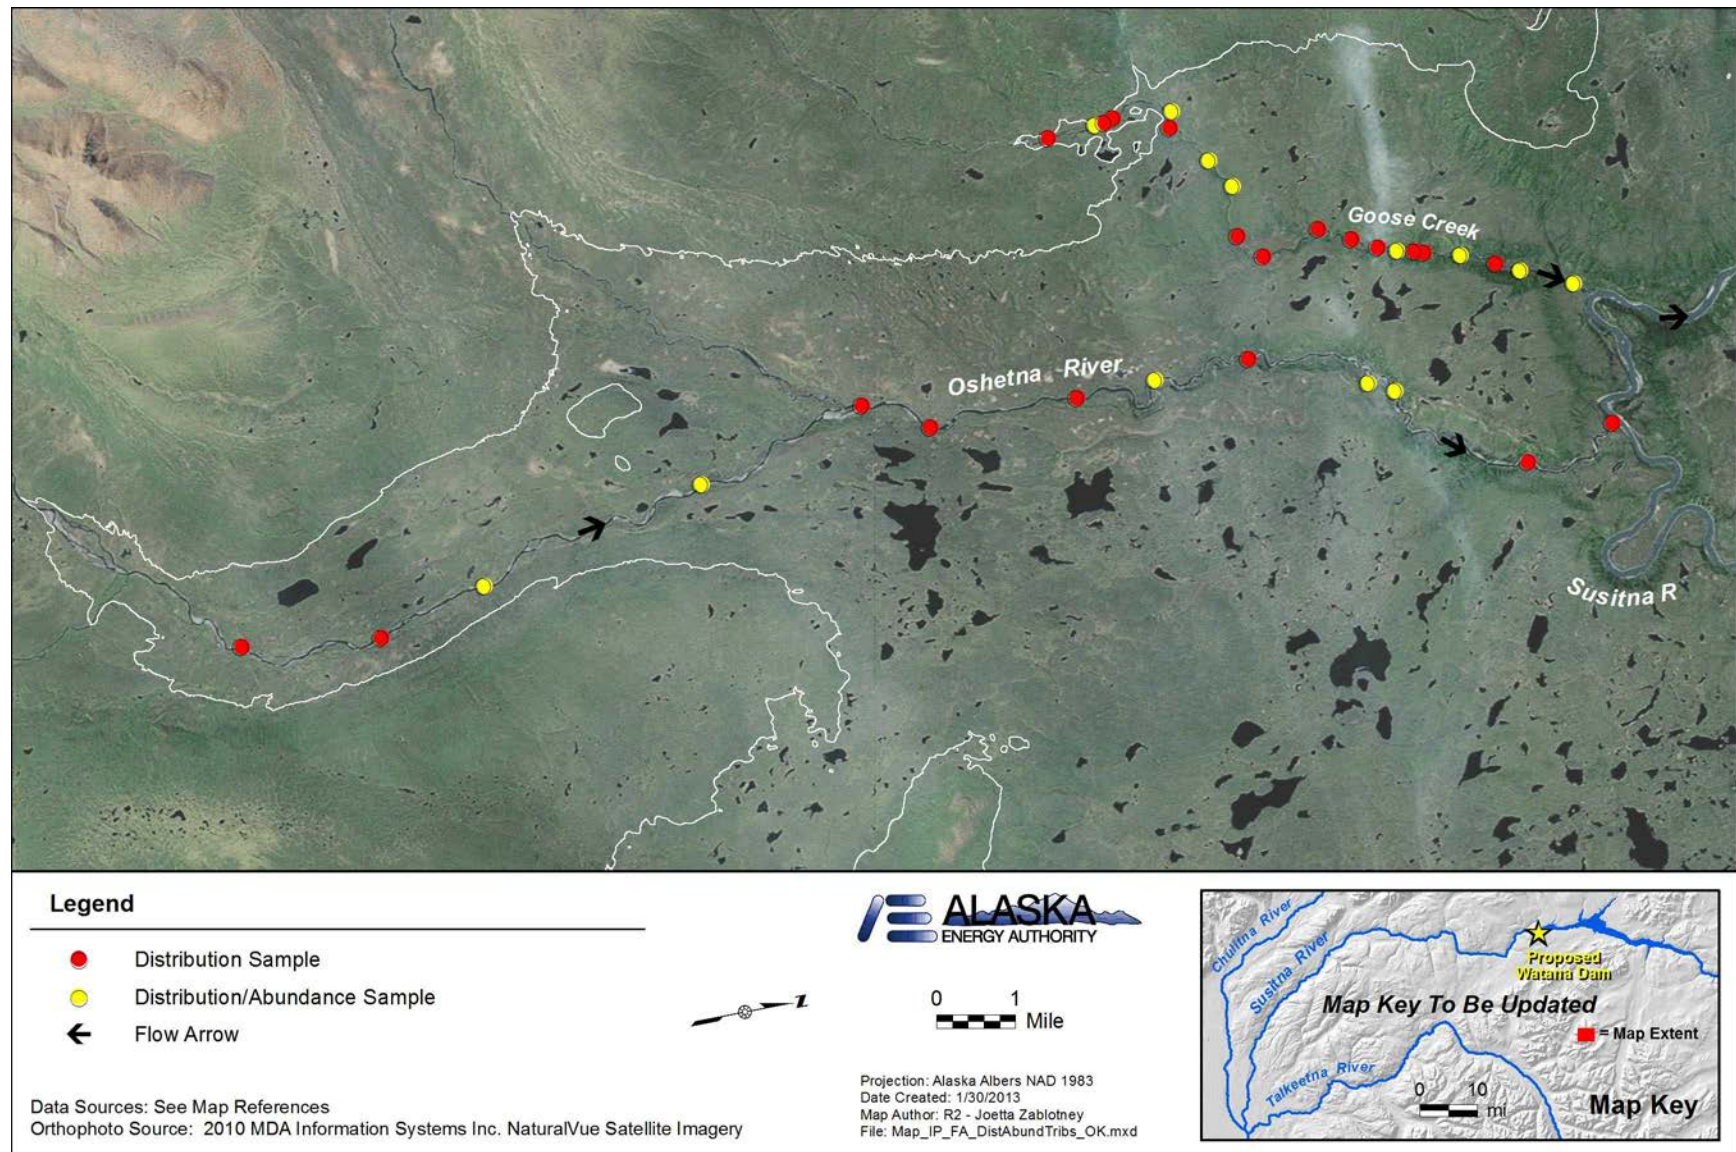 Goose Creek
Oshetna River
Susitna R
Legend
Distribution Sample
Distribution/Abundance Sample
Flow Arrow
Data Sources: See Map References
Orthophoto Source: 2010 MDA Information Systems Inc. NaturalVue Satellite Imagery
Z
ALASKA
ENERGY AUTHORITY
0 1
Mile
Projection: Alaska Albers NAD 1983
Date Created: 1/30/2013
Map Author: R2 - Joetta Zablotney
File: Map_IP_FA_DistAbundTribs_OK.mxd
Chulitna River
Susitna River
Proposed
Watana Dam
Map Key To Be Updated
= Map Extent
Talkeetna River
0 10
mi
Map Key